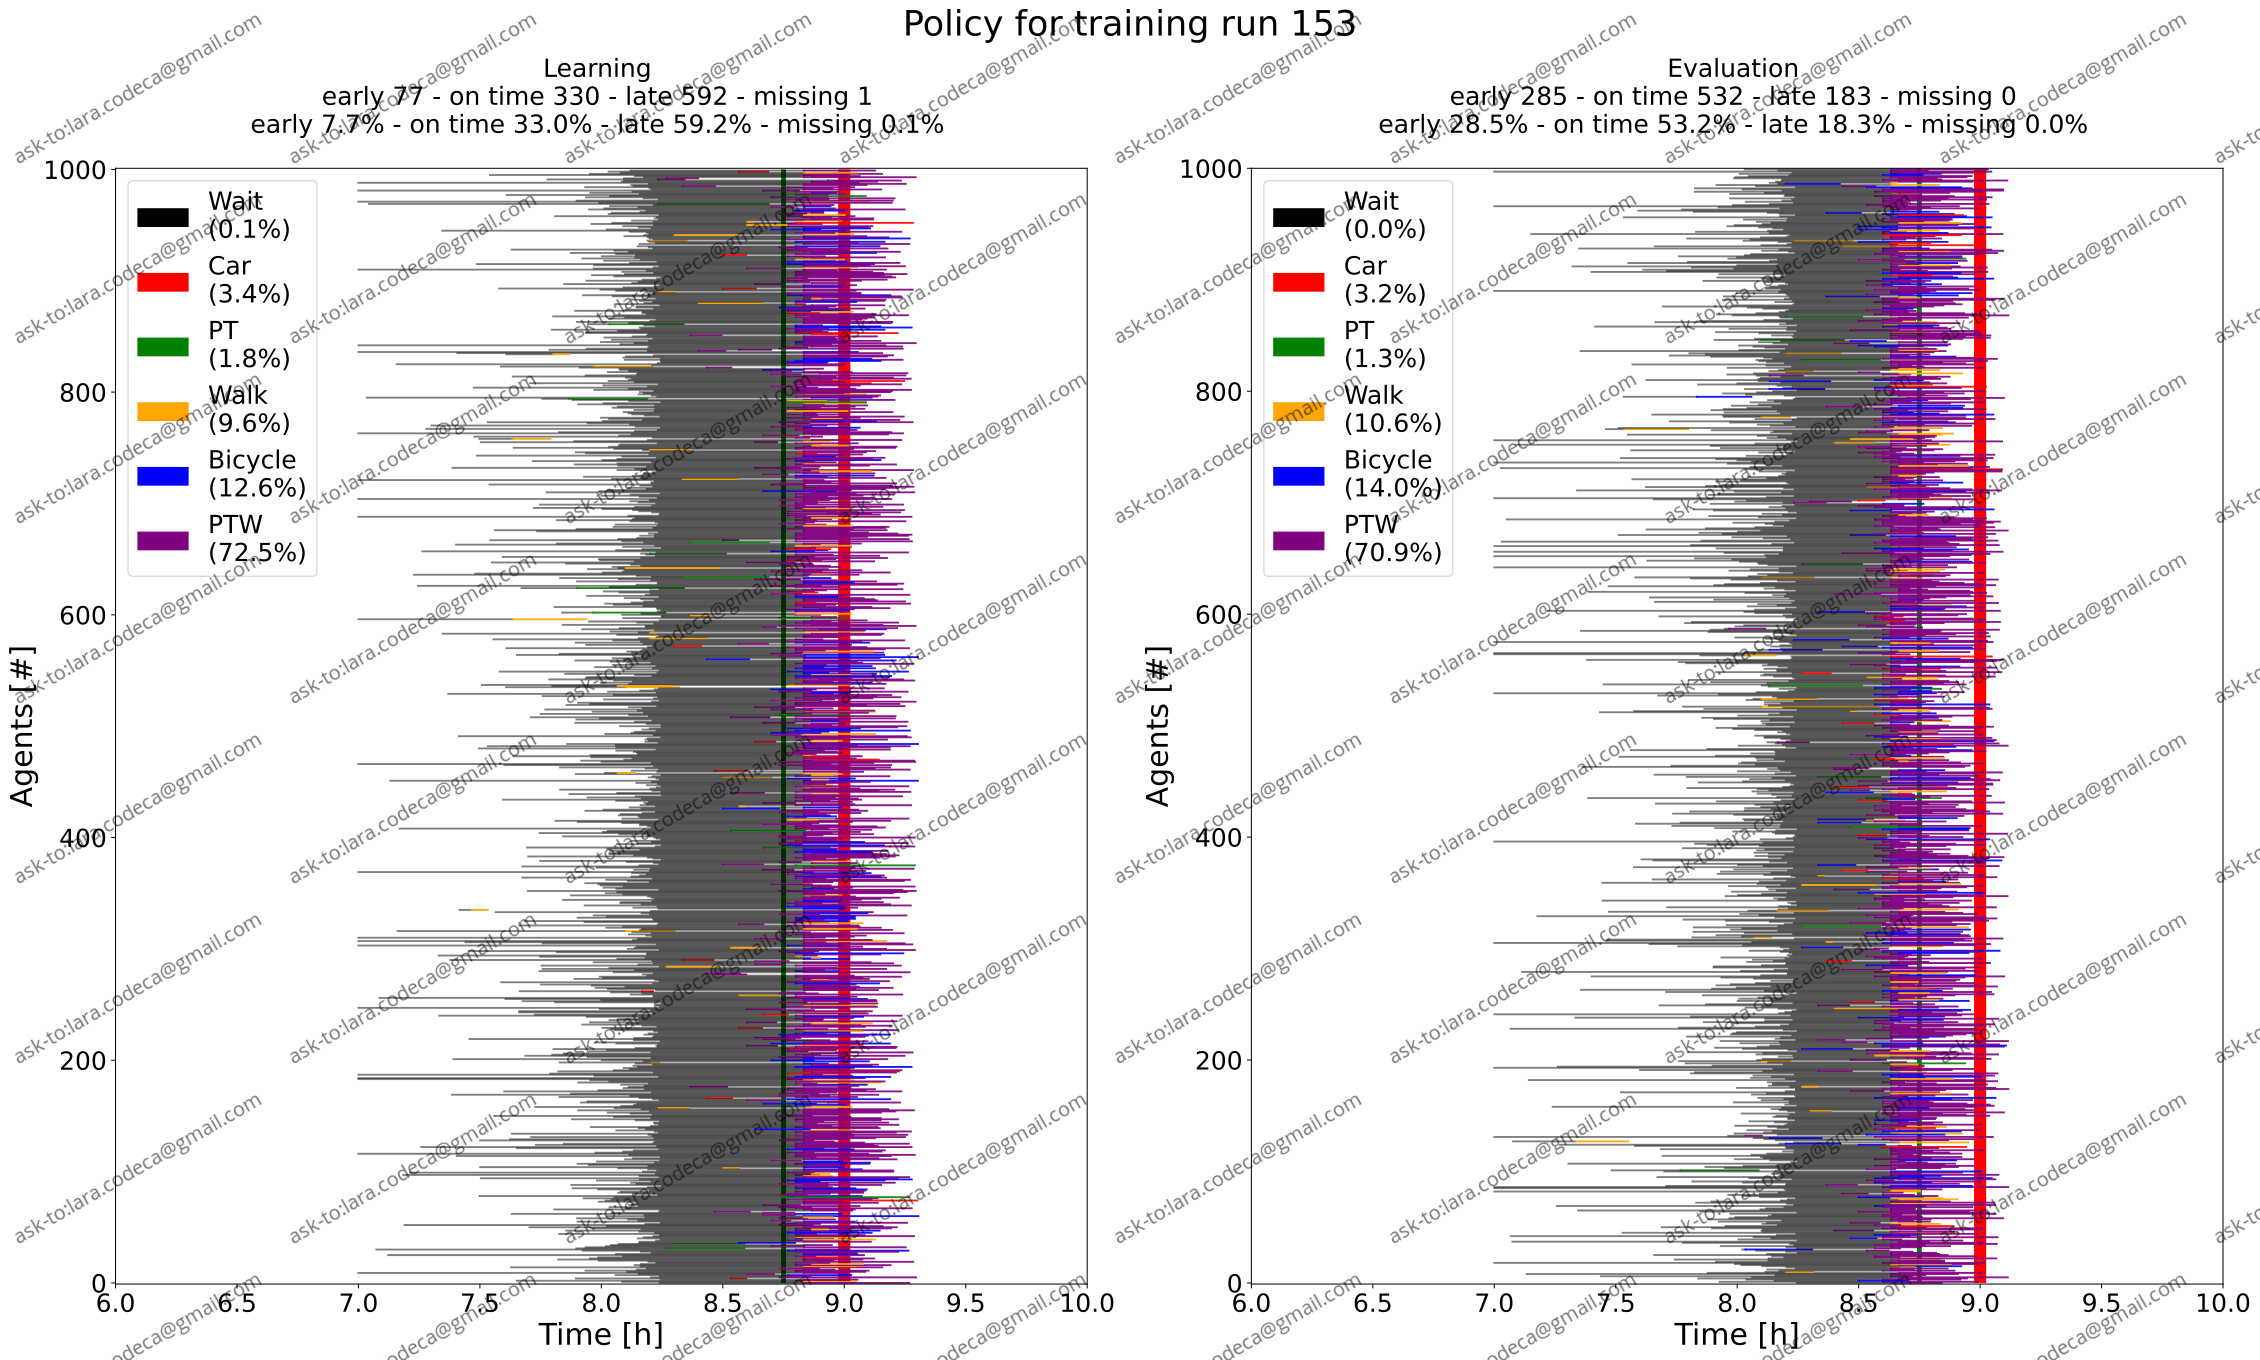 Policy for training run 153
Learning
early 77 - on time 330 - late 592 - missing 1
early 7.7% - on time 33.0% - late 59.2% - missing 0.1%
1000
800
600
400
200
0
Agents [#]
Wait
(0.1%)
Car
(3.4%)
PT
(1.8%)
Walk
(9.6%)
Bicycle
(12.6%)
PTW
(72.5%)
6.0 6.5 7.0 7.5 8.0 8.5 9.0 9.5 10.0
Time [h]
Evaluation
early 285 - on time 532 - late 183 - missing 0
early 28.5% - on time 53.2% - late 18.3% - missing 0.0%
1000
800
600
400
200
0
Agents [#]
Wait
(0.0%)
Car
(3.2%)
PT
(1.3%)
Walk
(10.6%)
Bicycle
(14.0%)
PTW
(70.9%)
6.0 6.5 7.0 7.5 8.0 8.5 9.0 9.5 10.0
Time [h]
ask-to:lara.codeca@gmail.com